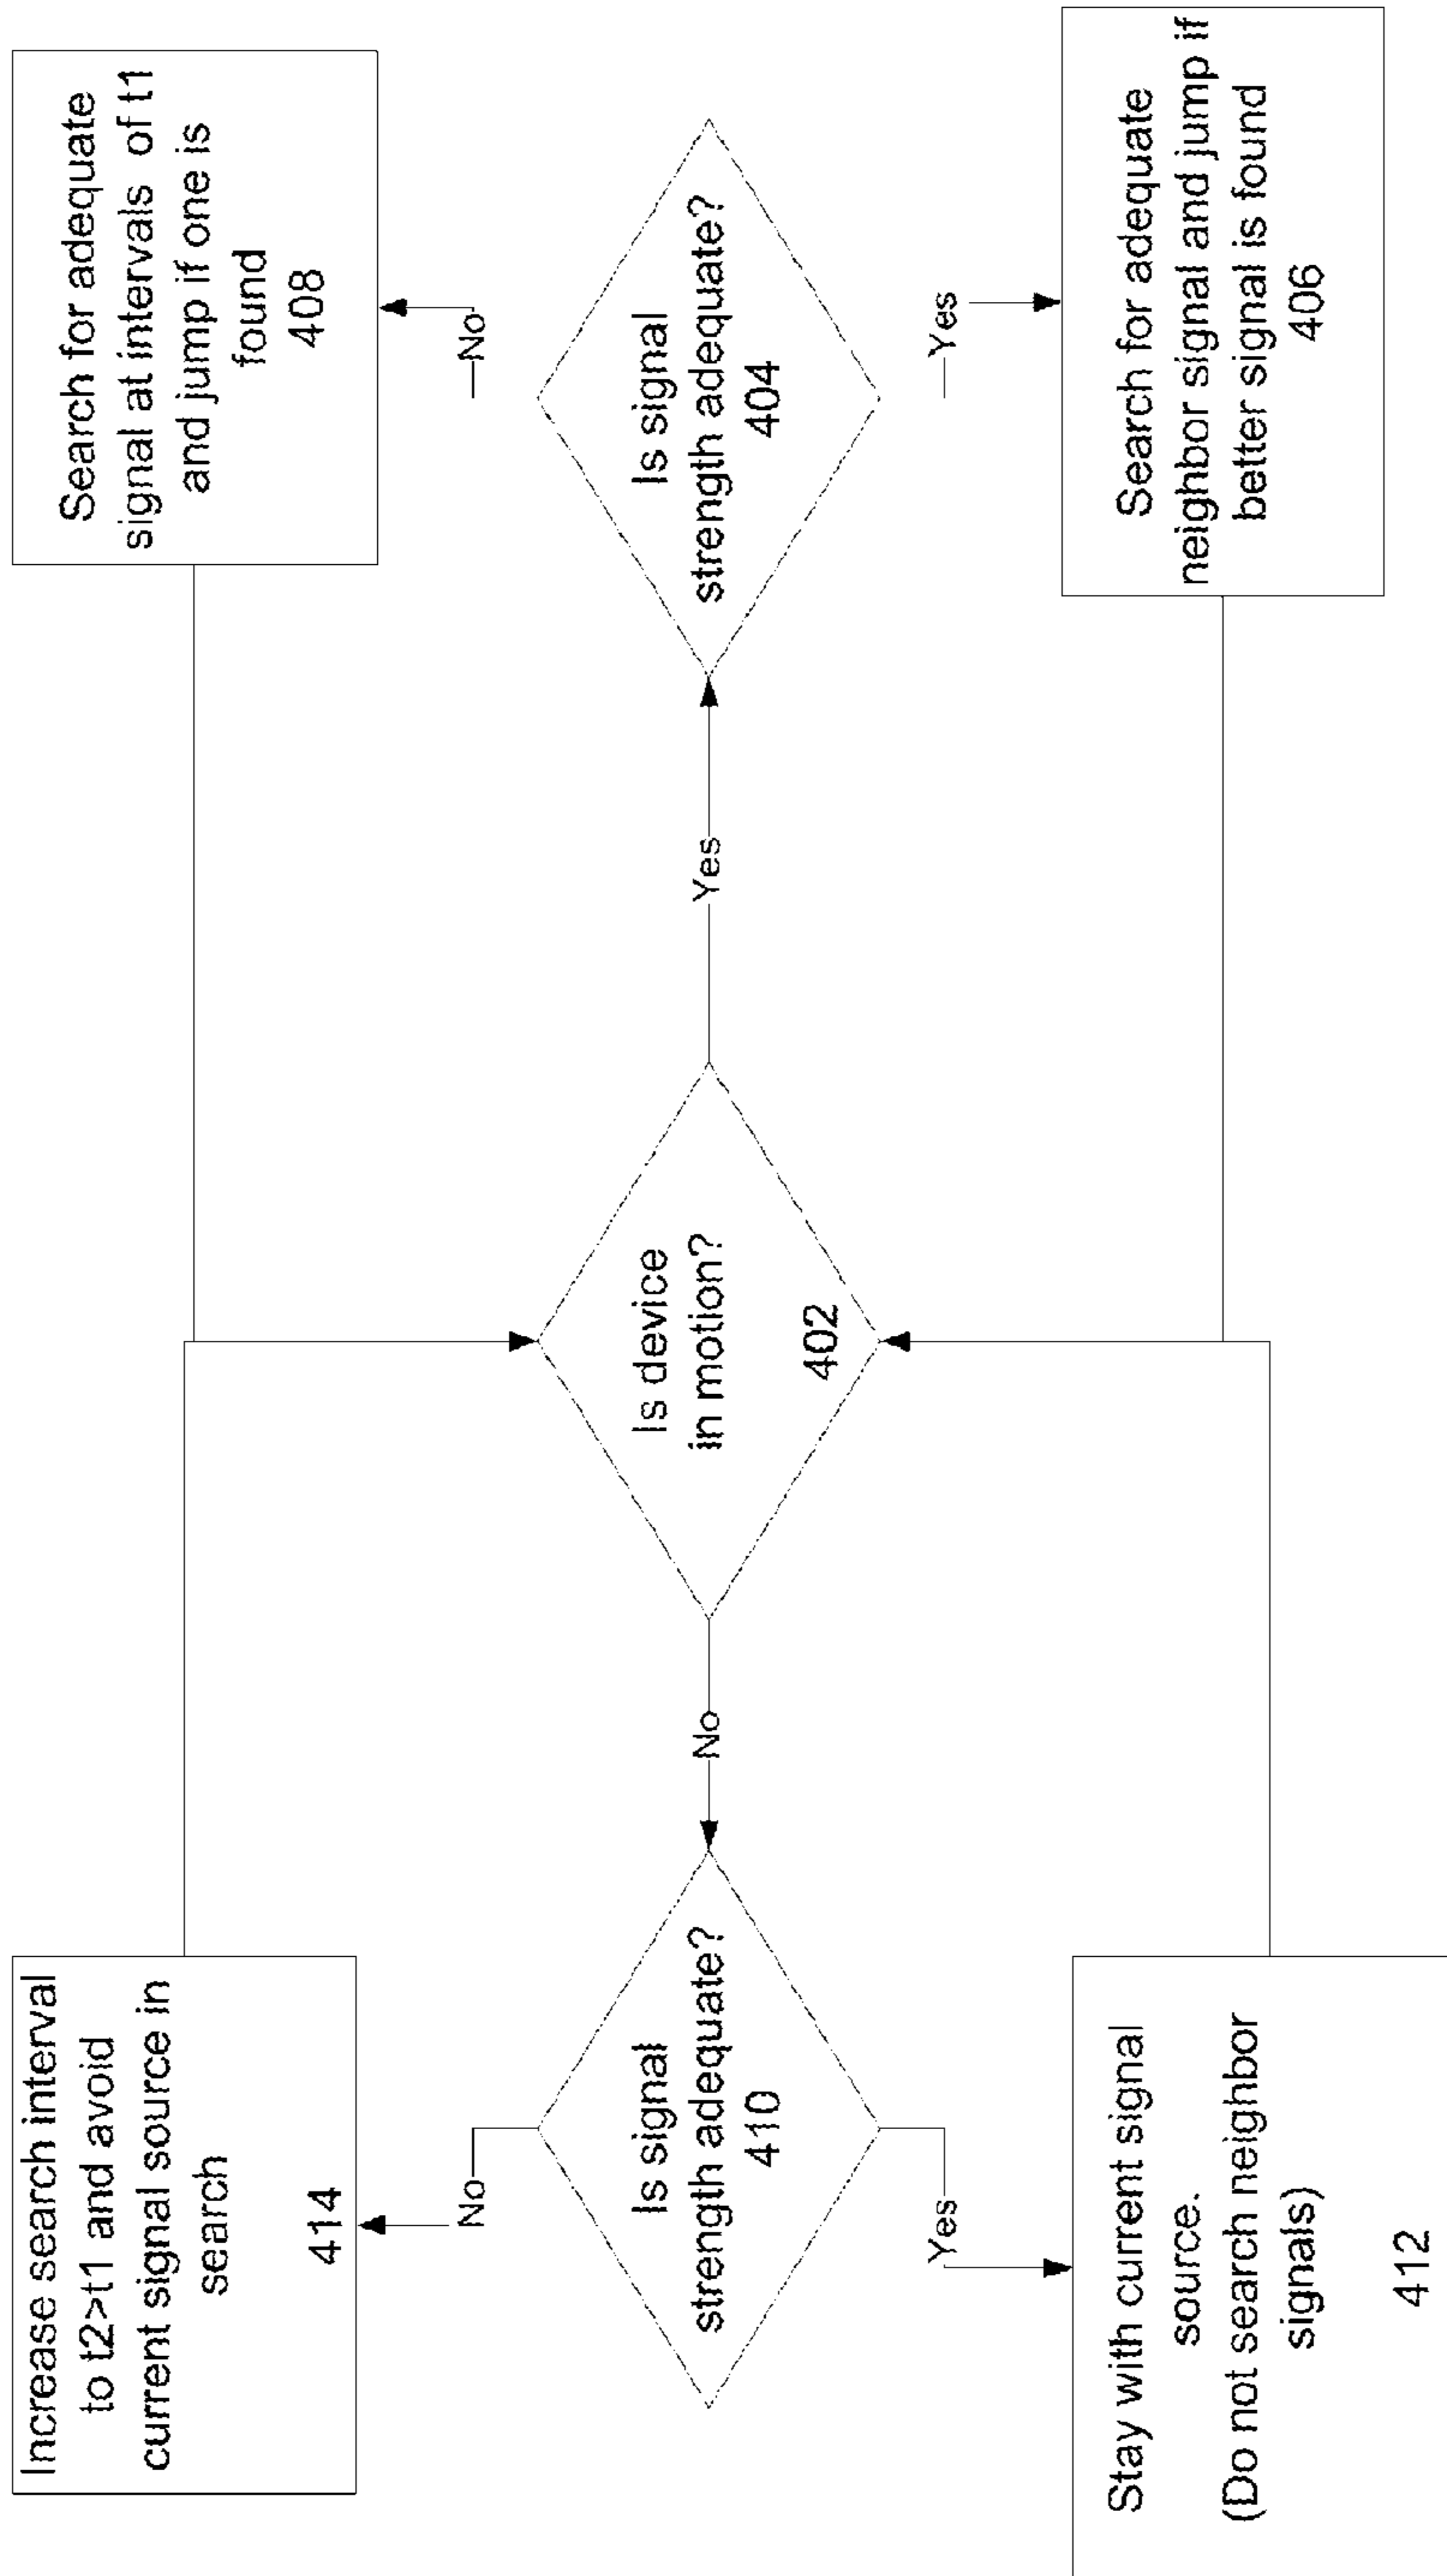 Increase search interval
to t2>t1 and avoid
current signal source in
search
414
Search for adequate
signal at intervals of t1
and jump if one is
found
408
No
No
Is signal
strength adequate?
410
No
Is device
in motion?
402
Yes
Is signal
strength adequate?
404
Yes
Yes
Stay with current signal
source.
(Do not search neighbor
signals)
412
Search for adequate
neighbor signal and jump if
better signal is found
406